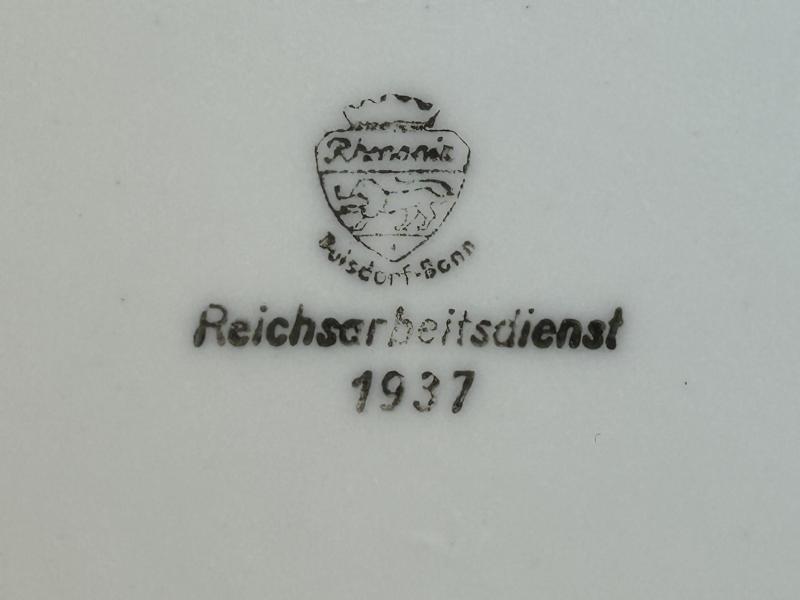 Rhenania
Duisdorf-Bonn
Reichsarbeitsdienst
1937